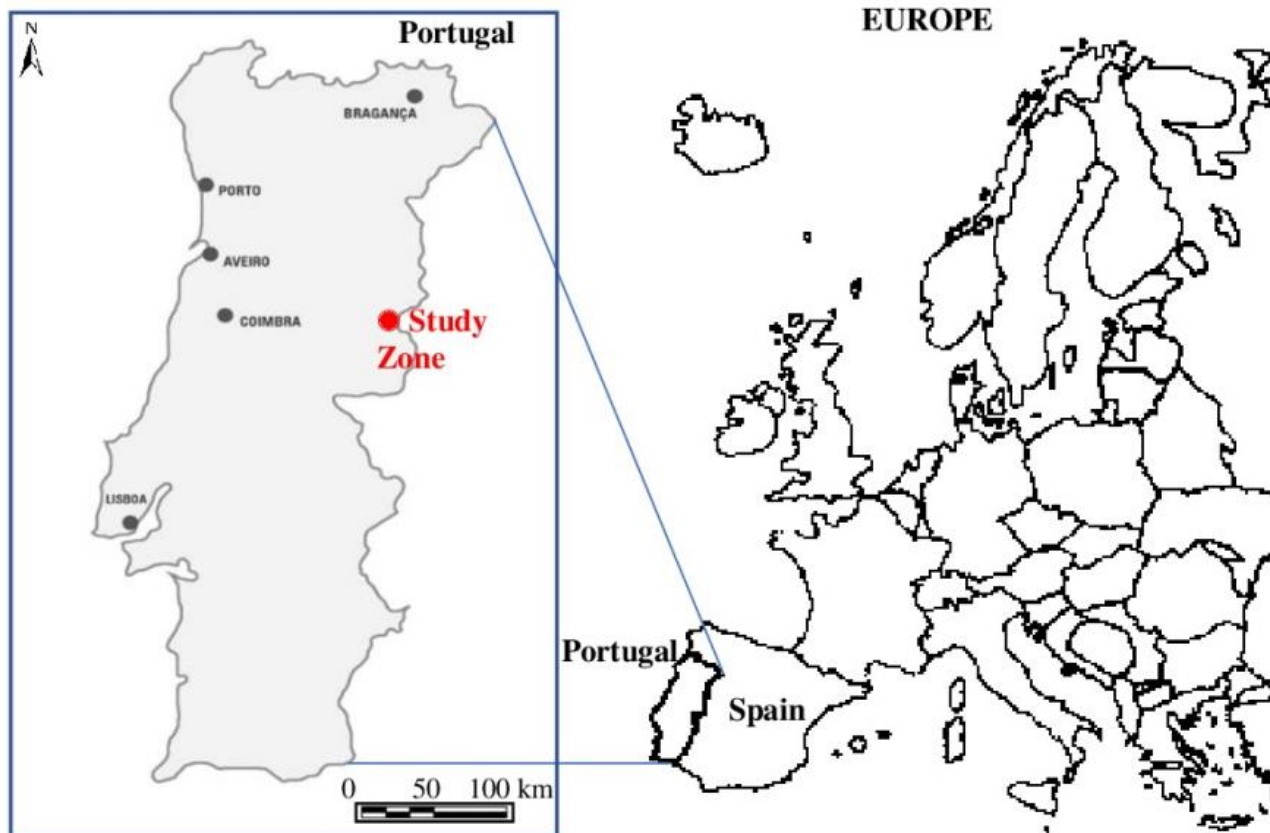 N
Portugal
BRAGANÇA
PORTO
AVEIRO
COIMBRA
Study
Zone
LISBOA
0 50 100 km
EUROPE
Portugal
Spain